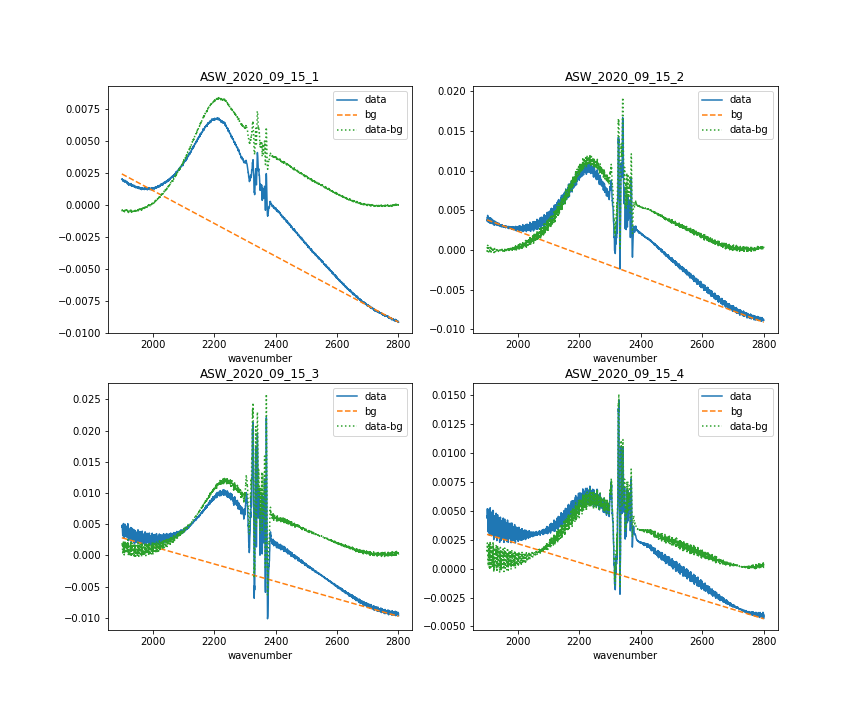 ASW_2020_09_15_1
0.0075
0.0050
0.0025
0.0000
−0.0025
−0.0050
−0.0075
−0.0100
2000
2200
2400
2600
2800
wavenumber
data
bg
data-bg
ASW_2020_09_15_2
0.020
0.015
0.010
0.005
0.000
−0.005
−0.010
2000
2200
2400
2600
2800
wavenumber
data
bg
data-bg
ASW_2020_09_15_3
0.025
0.020
0.015
0.010
0.005
0.000
−0.005
−0.010
2000
2200
2400
2600
2800
wavenumber
data
bg
data-bg
ASW_2020_09_15_4
0.0150
0.0125
0.0100
0.0075
0.0050
0.0025
0.0000
−0.0025
−0.0050
2000
2200
2400
2600
2800
wavenumber
data
bg
data-bg